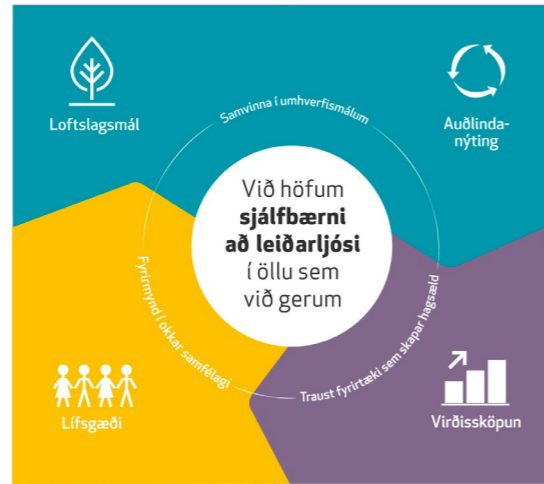 Loftslagsmál
Samvinna í umhverfismálum
Auðlinda-
nýting
Við höfum
sjálfbærni
að leiðarljósi
í öllu sem
við gerum
Fyrirmynd í okkar samfélagi
Traust fyrirtæki sem skapar hagsæld
Lífsgæði
Virðissköpun